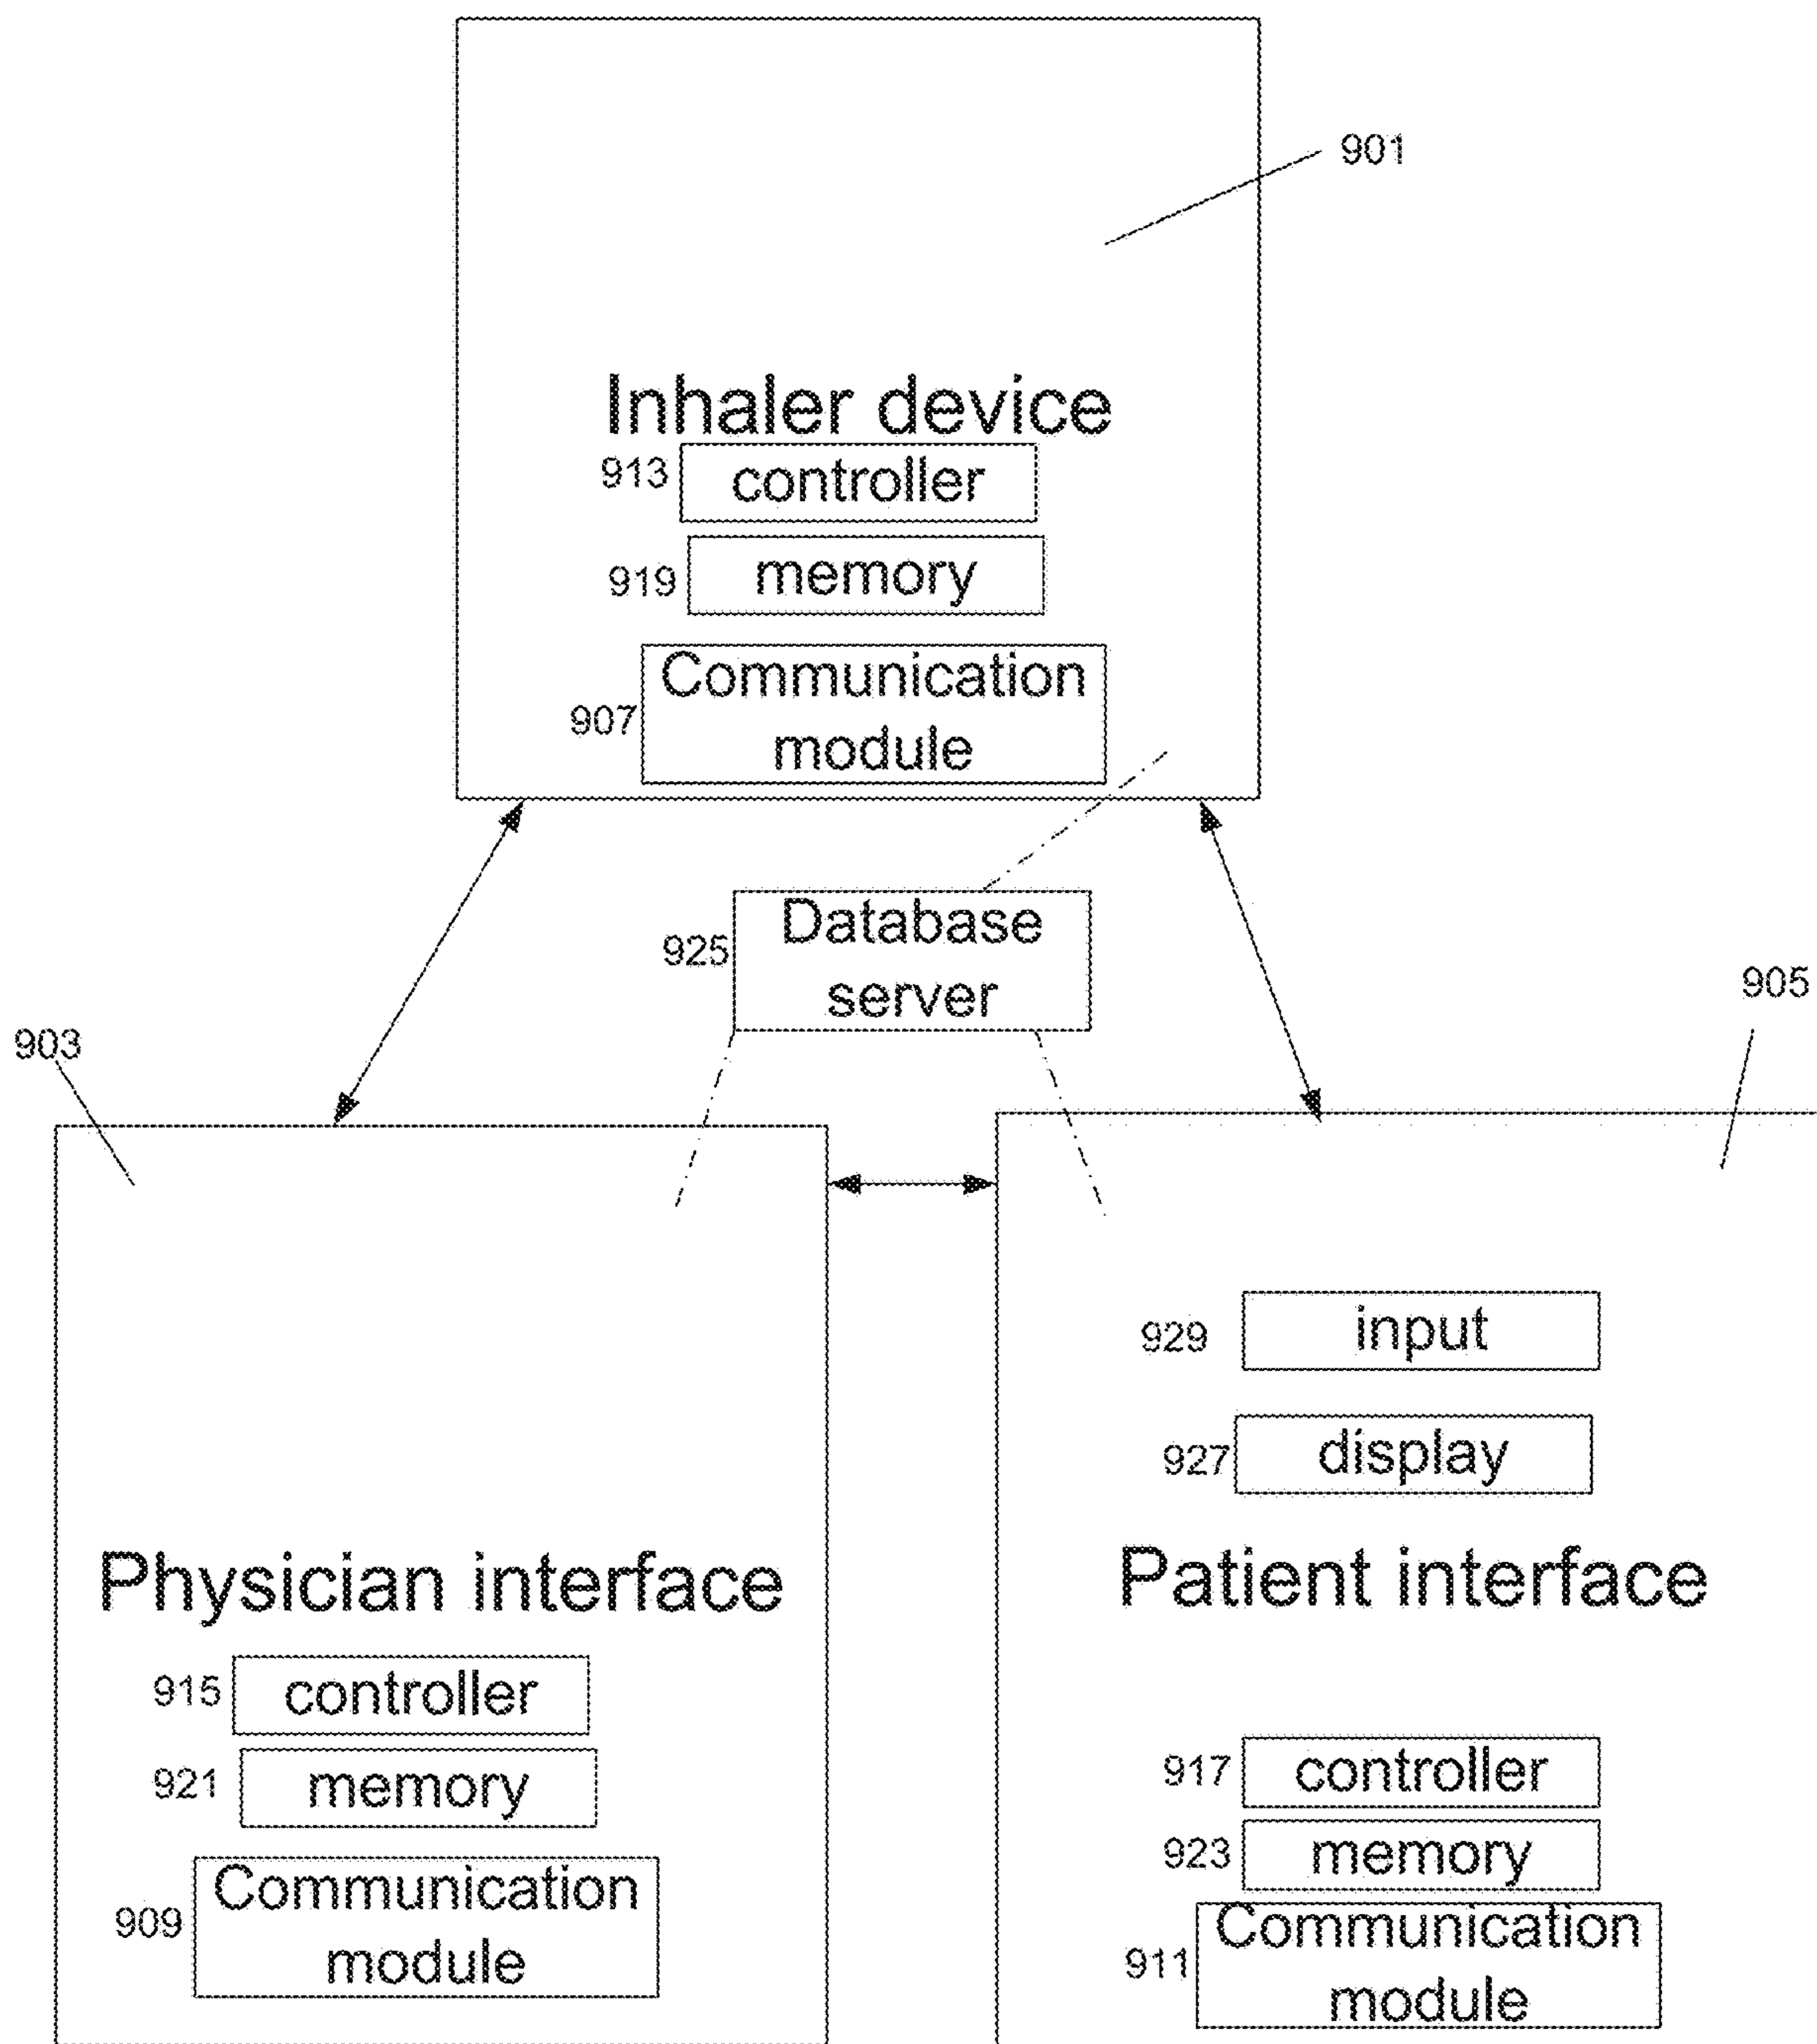 901
Inhaler device
913 controller
919 memory
907 Communication
module
925 Database
server
903
905
929 input
927 display
Physician interface
Patient interface
915 controller
921 memory
909 Communication
module
917 controller
923 memory
911 Communication
module